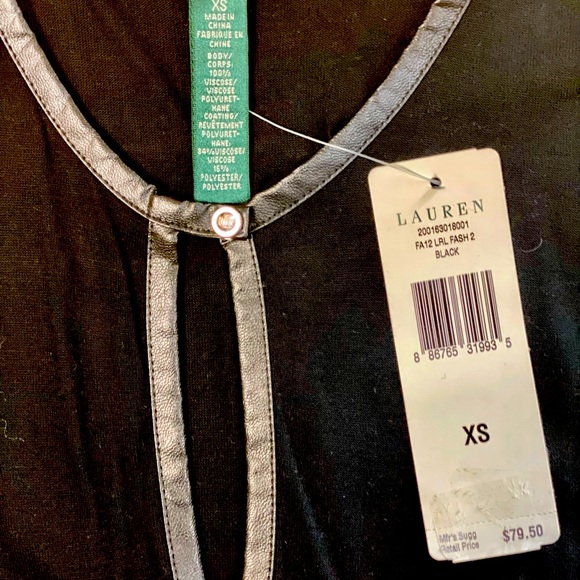 XS
MADE IN
CHINA
FABRIQUE EN
CHINE
BODY/
CORPS:
100%
VISCOSE/
VISCOSE
POLYURET-
HANE
COATING/
REVÊTEMENT
POLYURET-
HANE:
84%VISCOSE/
VISCOSE
16%
POLYESTER/
POLYESTER
LAUREN
200163018001
FA12 LRL FASH 2
BLACK
8 86765 31993 5
XS
Mfr's Sugg
Retail Price
$79.50